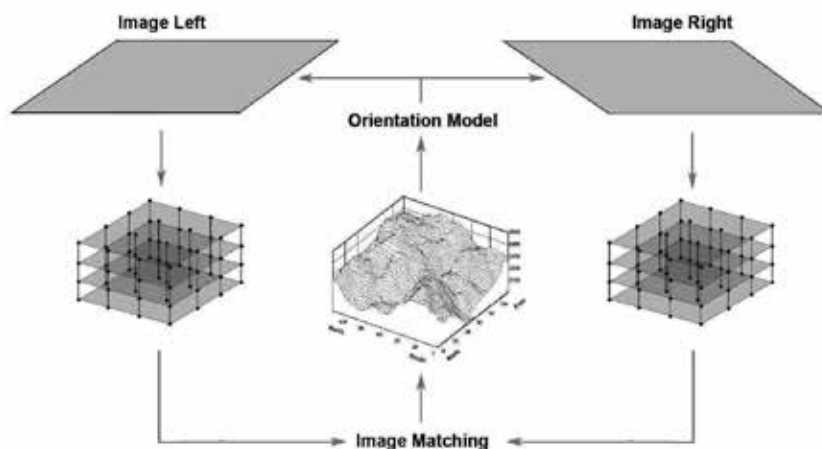 Image Left
Image Right
Orientation Model
Image Matching